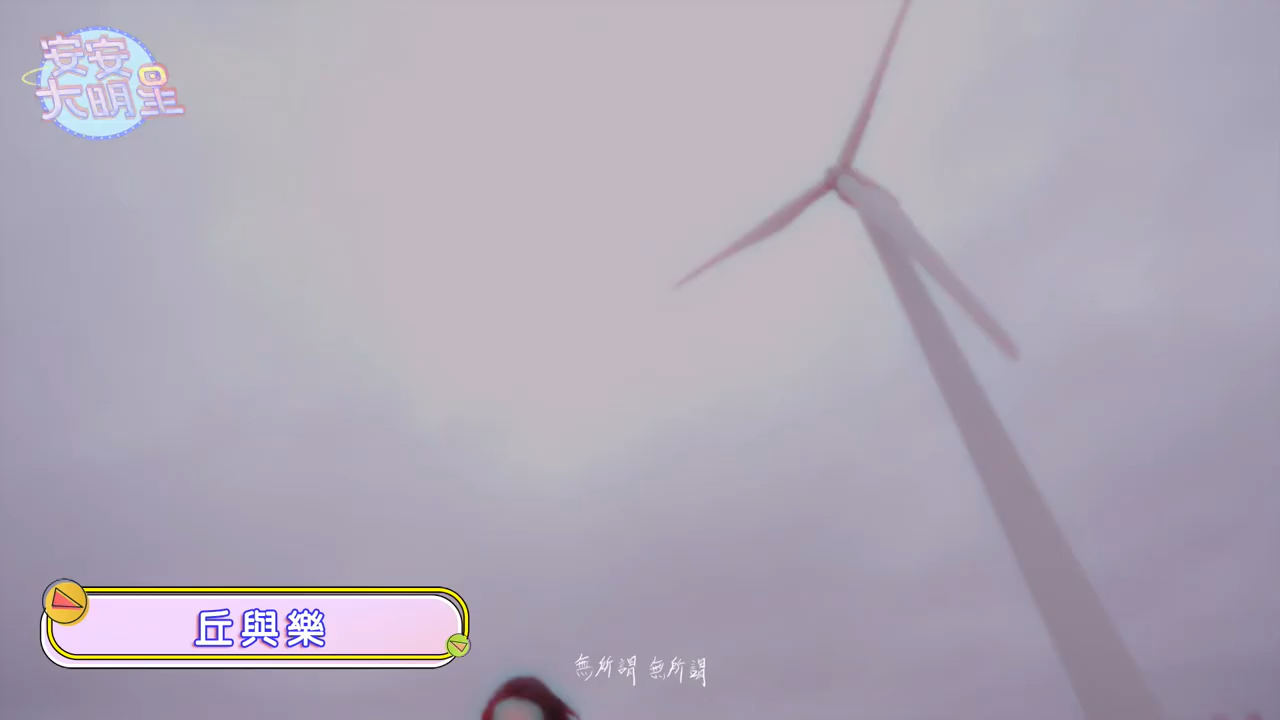 安安
大明星
丘與樂
無所謂 無所謂